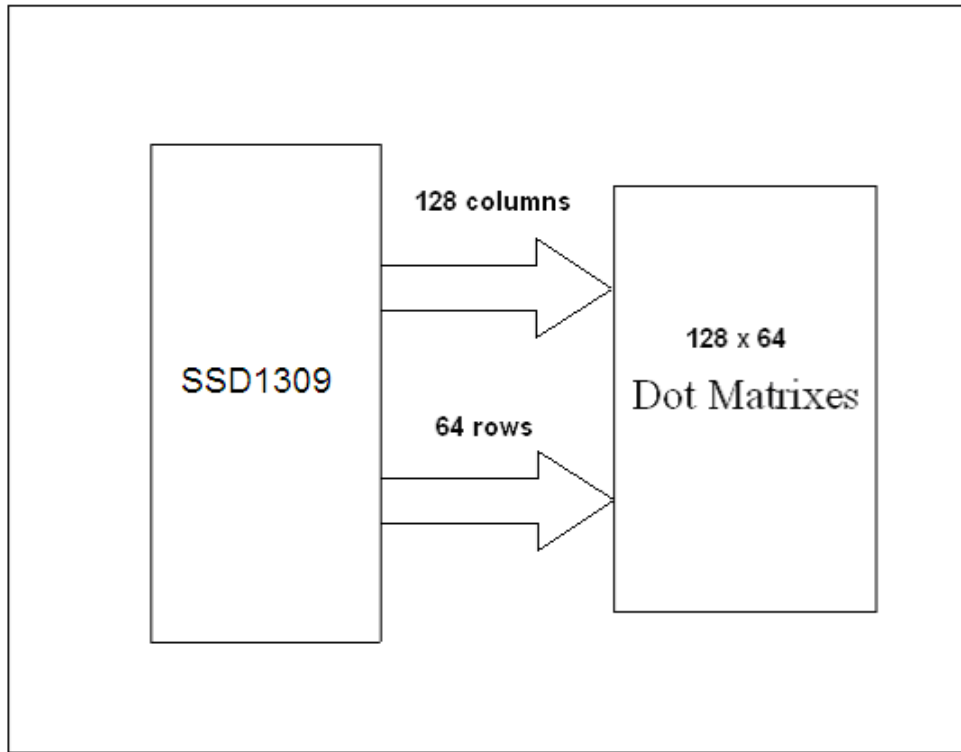 128 columns
SSD1309
128 x 64
Dot Matrixes
64 rows